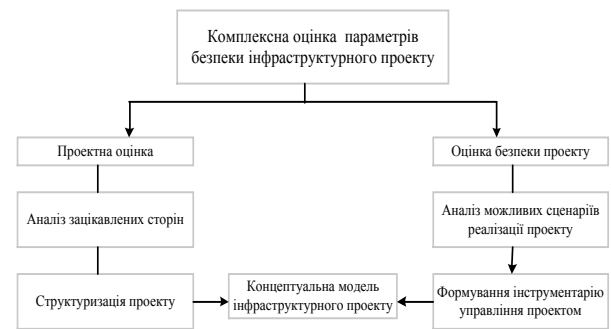 Комплексна оцінка параметрів
безпеки інфраструктурного проекту
Проектна оцінка
Оцінка безпеки проекту
Аналіз зацікавлених сторін
Аналіз можливих сценаріїв
реалізації проекту
Структуризація проекту
Концептуальна модель
інфраструктурного проекту
Формування інструментарію
управління проектом